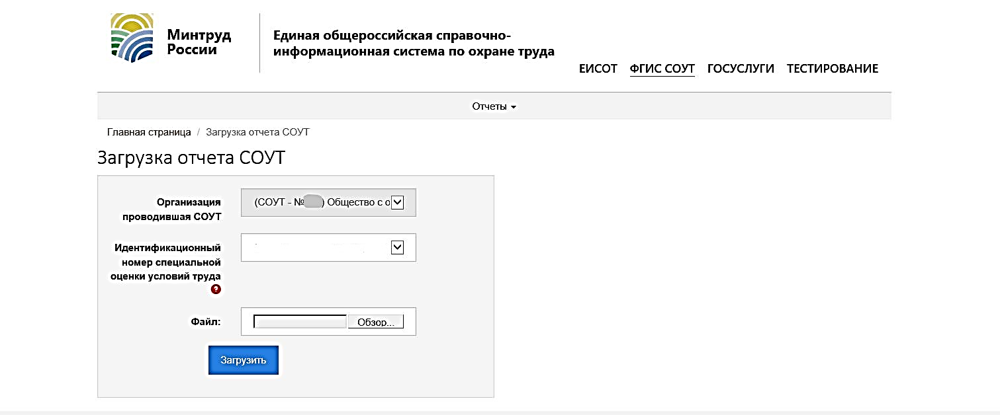 Минтруд
России
Единая общероссийская справочно-
информационная система по охране труда
ЕИСОТ ФГИС СОУТ ГОСУСЛУГИ ТЕСТИРОВАНИЕ
Отчеты
Главная страница / Загрузка отчета СОУТ
Загрузка отчета СОУТ
Организация
проводившая СОУТ
(СОУТ - № ) Общество с о
Идентификационный
номер специальной
оценки условий труда
?
Файл:
Обзор...
Загрузить